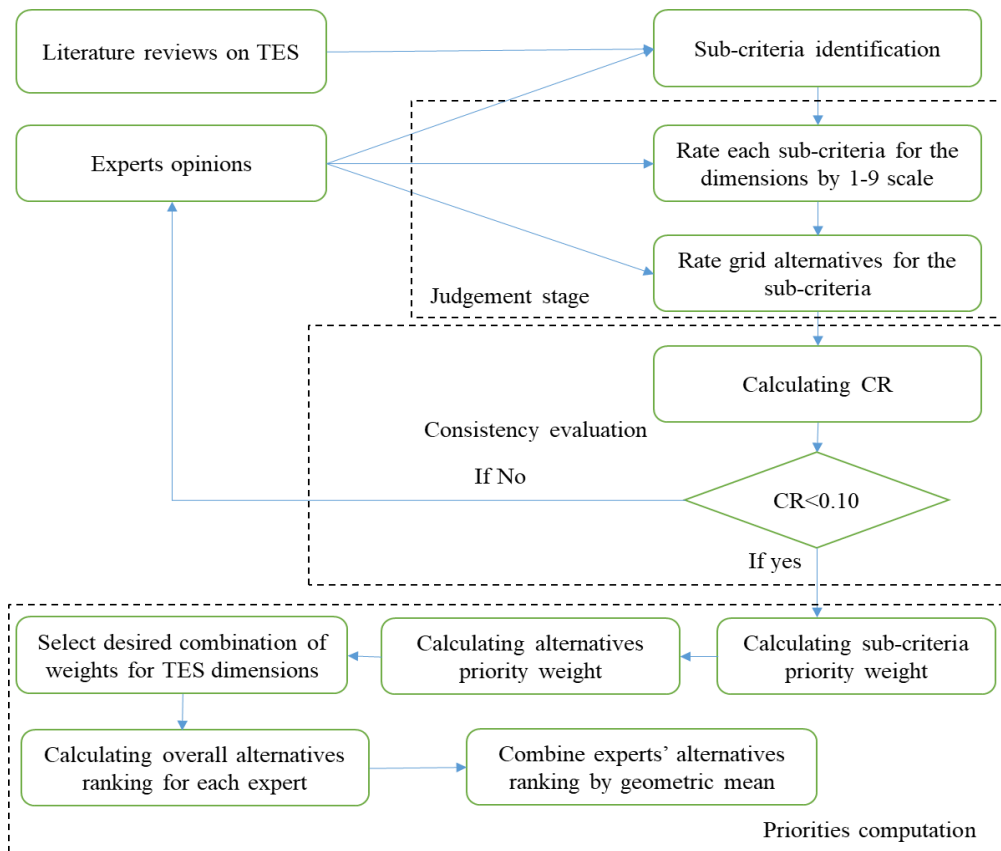 Literature reviews on TES
Sub-criteria identification
Experts opinions
Rate each sub-criteria for the
dimensions by 1-9 scale
Rate grid alternatives for the
sub-criteria
Judgement stage
Calculating CR
Consistency evaluation
If No
CR<0.10
If yes
Select desired combination of
weights for TES dimensions
Calculating alternatives
priority weight
Calculating sub-criteria
priority weight
Calculating overall alternatives
ranking for each expert
Combine experts’ alternatives
ranking by geometric mean
Priorities computation